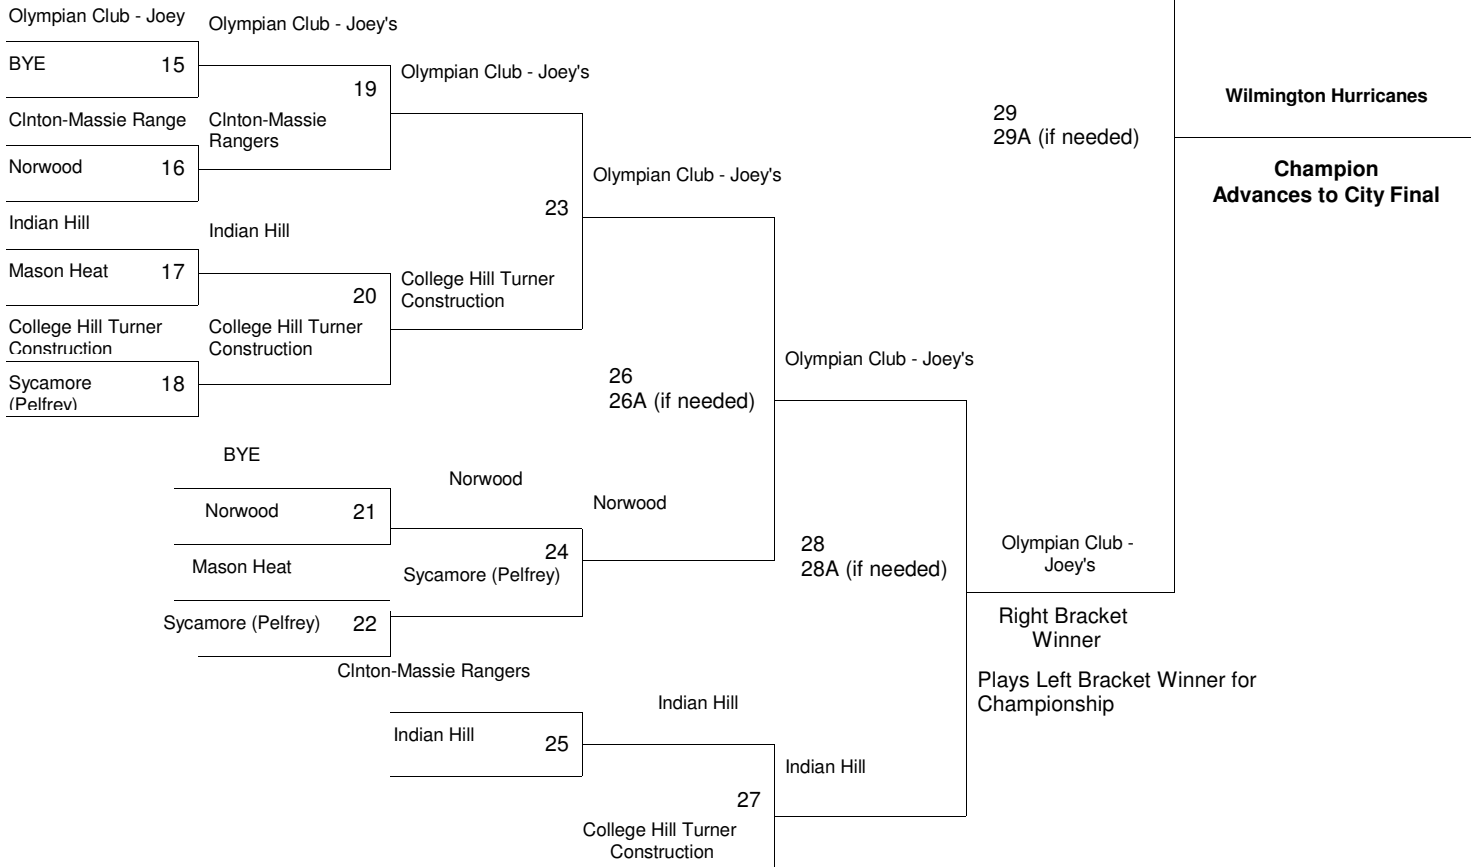 Olympian Club - Joey
Olympian Club - Joey's
BYE
15
Olympian Club - Joey's
19
Clnton-Massie Range
Clnton-Massie
Rangers
Norwood
16
Olympian Club - Joey's
23
Indian Hill
Indian Hill
Mason Heat
17
College Hill Turner
Construction
20
College Hill Turner
Construction
College Hill Turner
Construction
Sycamore
(Pelfrey)
18
29
29A (if needed)
Wilmington Hurricanes
Champion
Advances to City Final
Olympian Club - Joey's
26
26A (if needed)
BYE
Norwood
Norwood
21
Norwood
24
Sycamore (Pelfrey)
Mason Heat
Sycamore (Pelfrey)
22
28
28A (if needed)
Olympian Club -
Joey's
Right Bracket
Winner
Plays Left Bracket Winner for
Championship
Clnton-Massie Rangers
Indian Hill
Indian Hill
25
Indian Hill
27
College Hill Turner
Construction